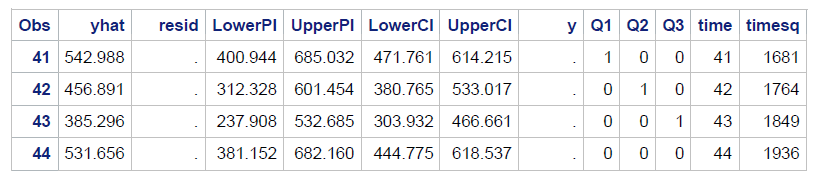 Obs yhat resid LowerPI UpperPI LowerCI UpperCI y Q1 Q2 Q3 time timesq
41 542.988 . 400.944 685.032 471.761 614.215 . 1 0 0 41 1681
42 456.891 . 312.328 601.454 380.765 533.017 . 0 1 0 42 1764
43 385.296 . 237.908 532.685 303.932 466.661 . 0 0 1 43 1849
44 531.656 . 381.152 682.160 444.775 618.537 . 0 0 0 44 1936